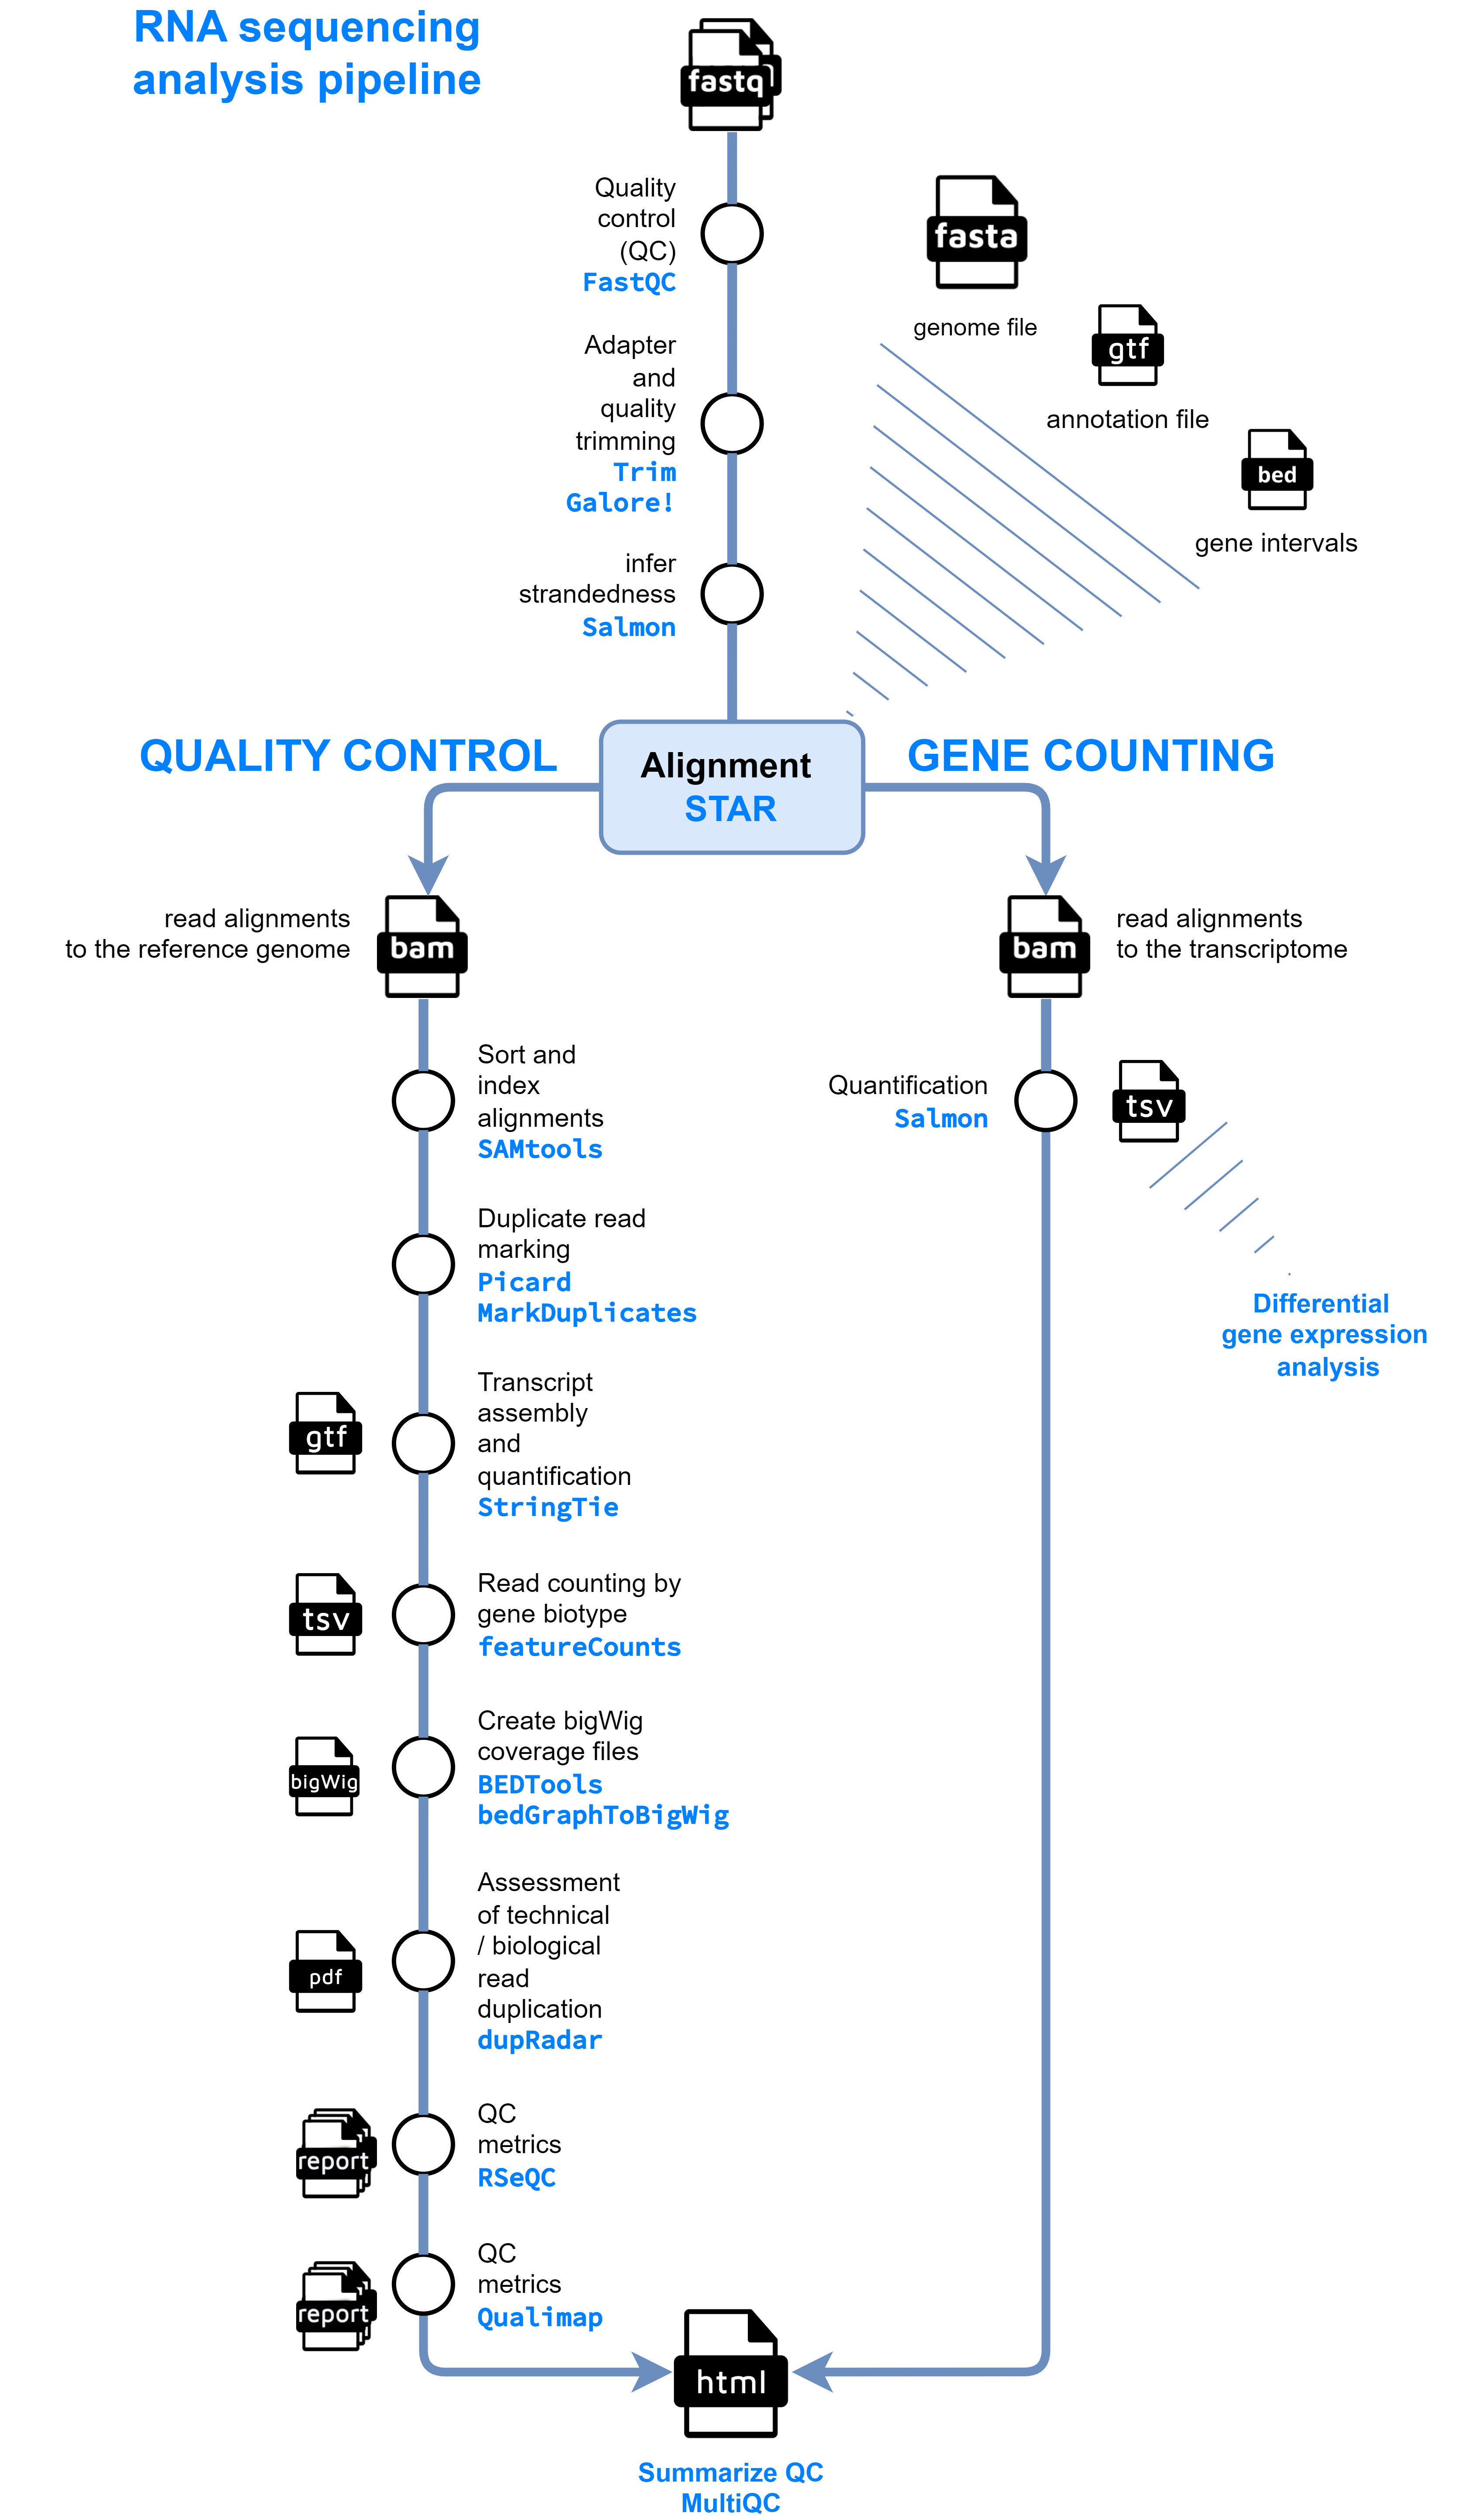 RNA sequencing
analysis pipeline
fastq
Quality
control
(QC)
FastQC
fasta
genome file
gtf
annotation file
bed
gene intervals
Adapter
and
quality
trimming
Trim
Galore!
infer
strandedness
Salmon
QUALITY CONTROL
Alignment
STAR
GENE COUNTING
read alignments
to the reference genome
bam
bam
read alignments
to the transcriptome
Sort and
index
alignments
SAMtools
Quantification
Salmon
tsv
Differential
gene expression
analysis
Duplicate read
marking
Picard
MarkDuplicates
gtf
Transcript
assembly
and
quantification
StringTie
tsv
Read counting by
gene biotype
featureCounts
bigWig
Create bigWig
coverage files
BEDTools
bedGraphToBigWig
pdf
Assessment
of technical
/ biological
read
duplication
dupRadar
report
QC
metrics
RSeQC
report
QC
metrics
Qualimap
html
Summarize QC
MultiQC